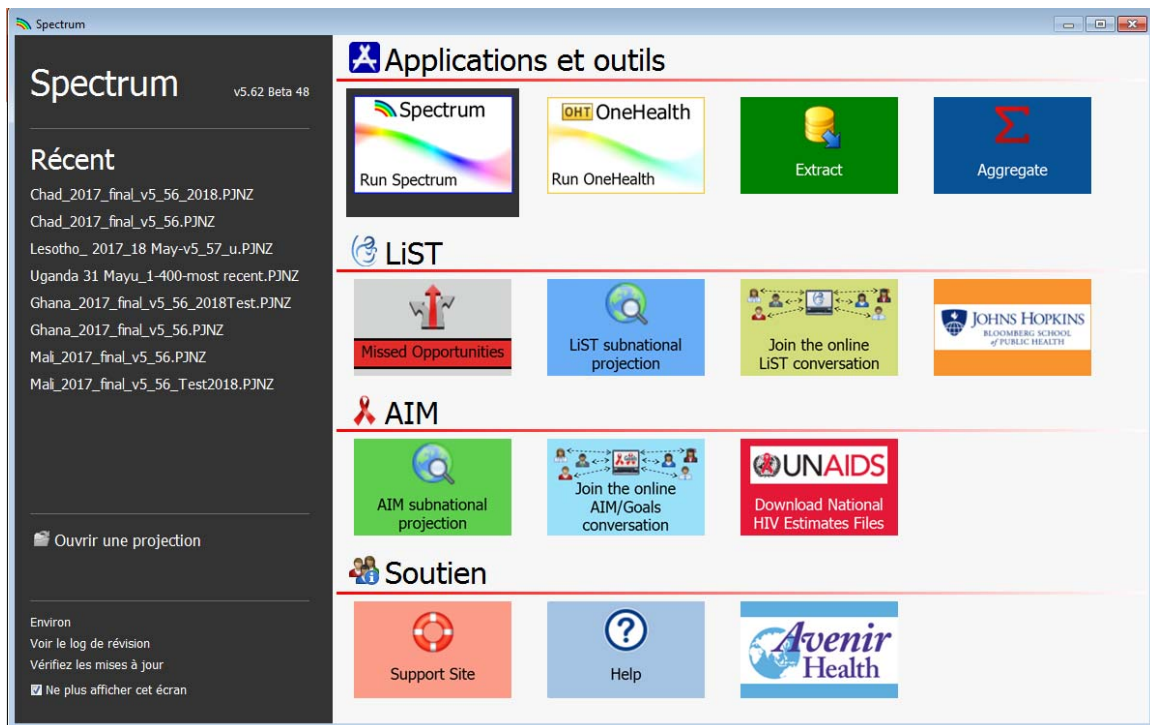 Spectrum
Spectrum
v5.62 Beta 48
Récent
Chad_2017_final_v5_56_2018.PJNZ
Chad_2017_final_v5_56.PJNZ
Lesotho_ 2017_18 May-v5_57_u.PJNZ
Uganda 31 Mayu_1-400-most recent.PJNZ
Ghana_2017_final_v5_56_2018Test.PJNZ
Ghana_2017_final_v5_56.PJNZ
Mali_2017_final_v5_56.PJNZ
Mali_2017_final_v5_56_Test2018.PJNZ
Ouvrir une projection
Environ
Voir le log de révision
Vérifiez les mises à jour
Ne plus afficher cet écran
Applications et outils
Spectrum
Run Spectrum
OHT OneHealth
Run OneHealth
Extract
Σ
Aggregate
LiST
Missed Opportunities
LiST subnational
projection
Join the online
LiST conversation
JOHNS HOPKINS
BLOOMBERG SCHOOL
of PUBLIC HEALTH
AIM
AIM subnational
projection
Join the online
AIM/Goals
conversation
UNAIDS
Download National
HIV Estimates Files
Soutien
Support Site
?
Help
Avenir
Health